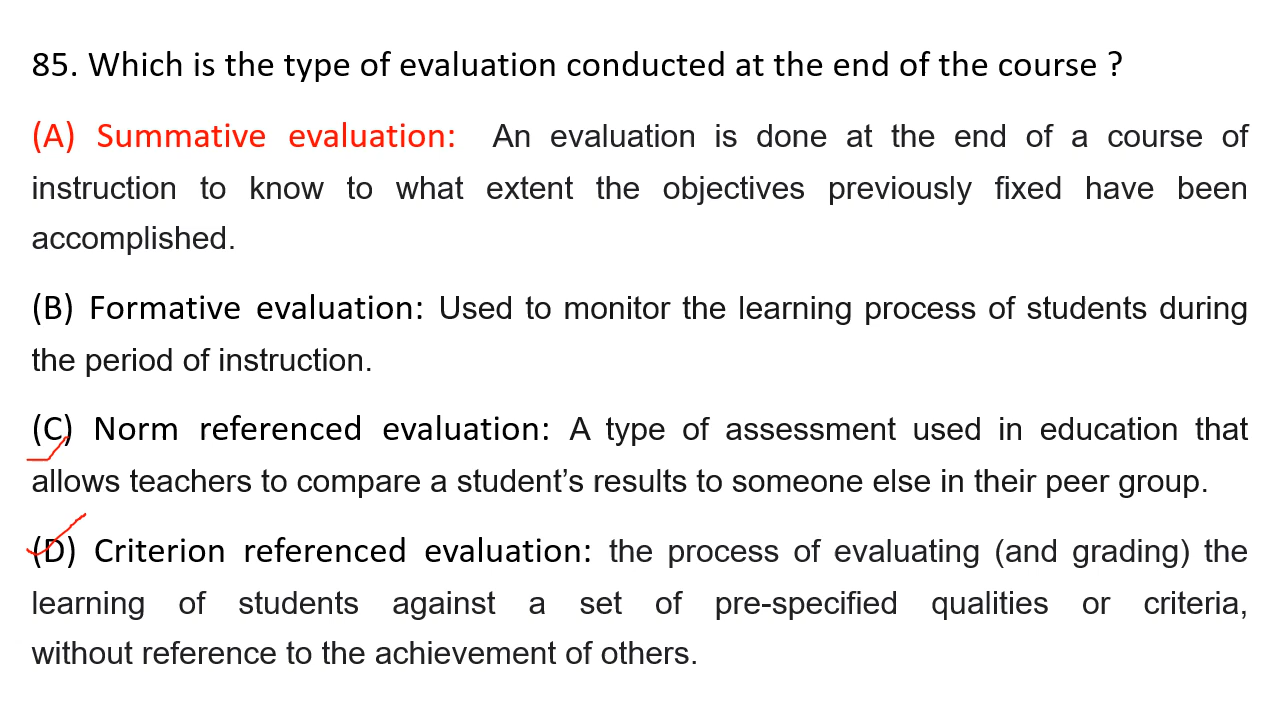 85. Which is the type of evaluation conducted at the end of the course ?
(A) Summative evaluation: An evaluation is done at the end of a course of
instruction to know to what extent the objectives previously fixed have been
accomplished.
(B) Formative evaluation: Used to monitor the learning process of students during
the period of instruction.
(C) Norm referenced evaluation: A type of assessment used in education that
allows teachers to compare a student’s results to someone else in their peer group.
(D) Criterion referenced evaluation: the process of evaluating (and grading) the
learning of students against a set of pre-specified qualities or criteria,
without reference to the achievement of others.